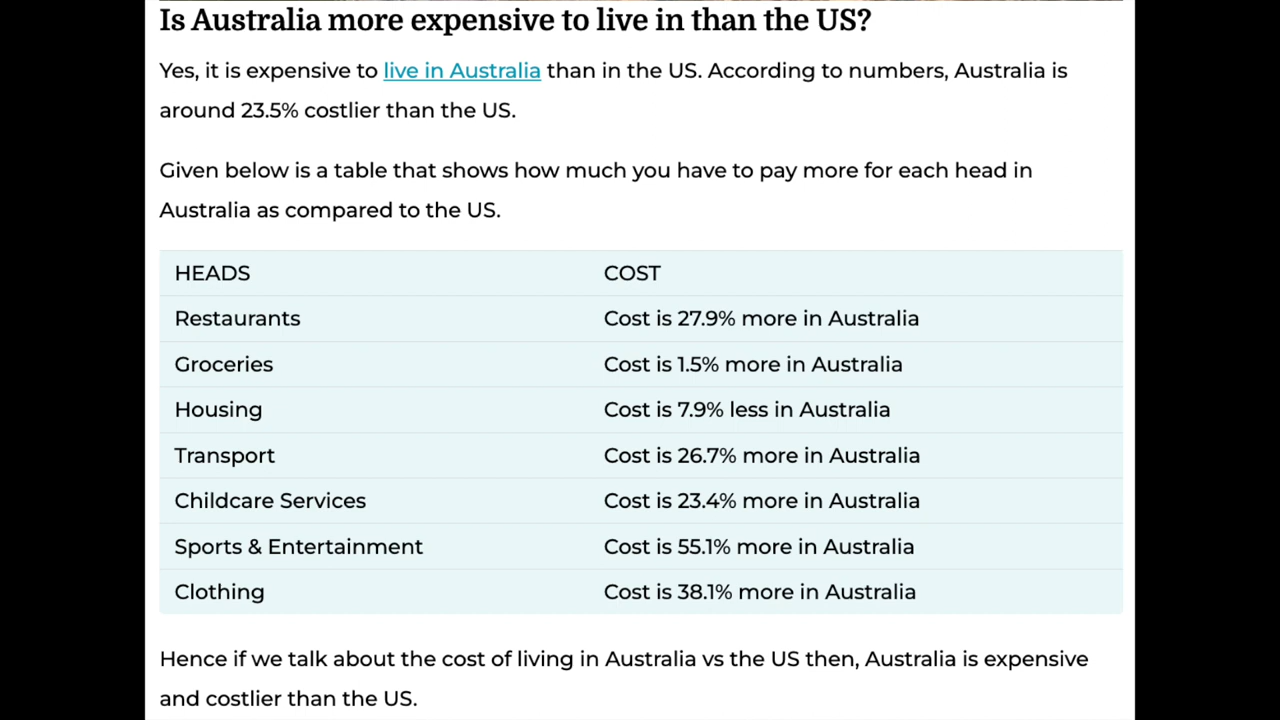 Is Australia more expensive to live in than the US?
Yes, it is expensive to live in Australia than in the US. According to numbers, Australia is
around 23.5% costlier than the US.
Given below is a table that shows how much you have to pay more for each head in
Australia as compared to the US.
HEADS COST
Restaurants Cost is 27.9% more in Australia
Groceries Cost is 1.5% more in Australia
Housing Cost is 7.9% less in Australia
Transport Cost is 26.7% more in Australia
Childcare Services Cost is 23.4% more in Australia
Sports & Entertainment Cost is 55.1% more in Australia
Clothing Cost is 38.1% more in Australia
Hence if we talk about the cost of living in Australia vs the US then, Australia is expensive
and costlier than the US.